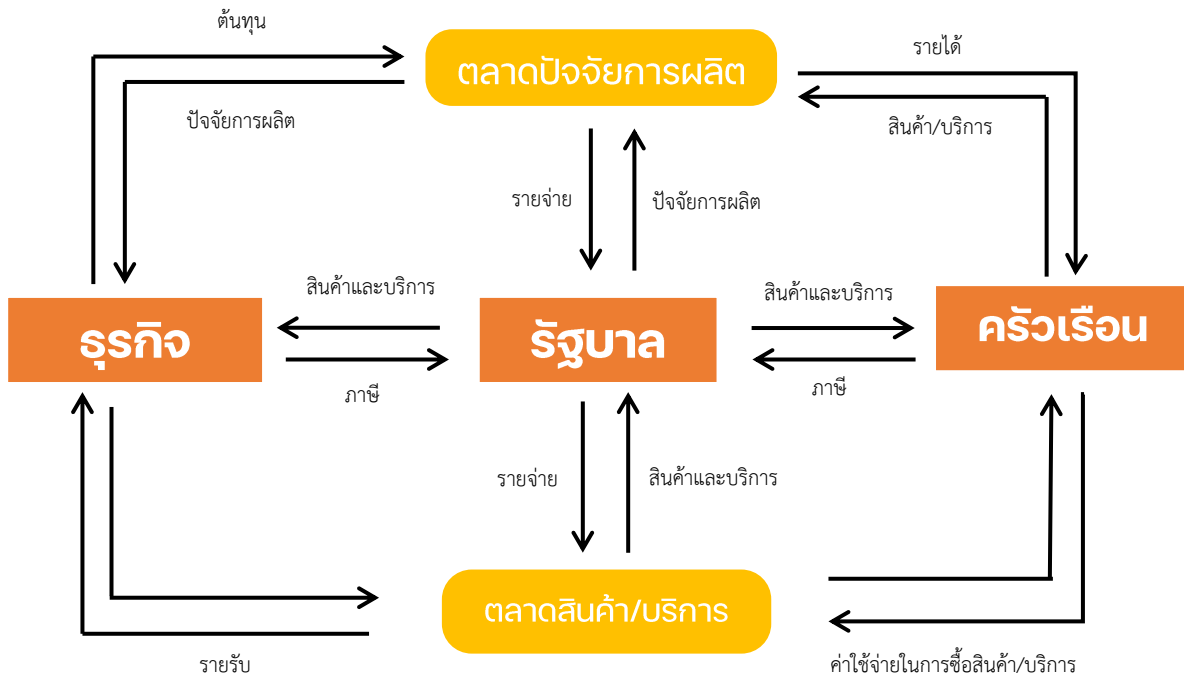 ต้นทุน
ตลาดปัจจัยการผลิต
รายได้
ปัจจัยการผลิต
สินค้า/บริการ
รายจ่าย
ปัจจัยการผลิต
สินค้าและบริการ
สินค้าและบริการ
ธุรกิจ
รัฐบาล
ครัวเรือน
ภาษี
ภาษี
รายจ่าย
สินค้าและบริการ
ตลาดสินค้า/บริการ
รายรับ
ค่าใช้จ่ายในการซื้อสินค้า/บริการ